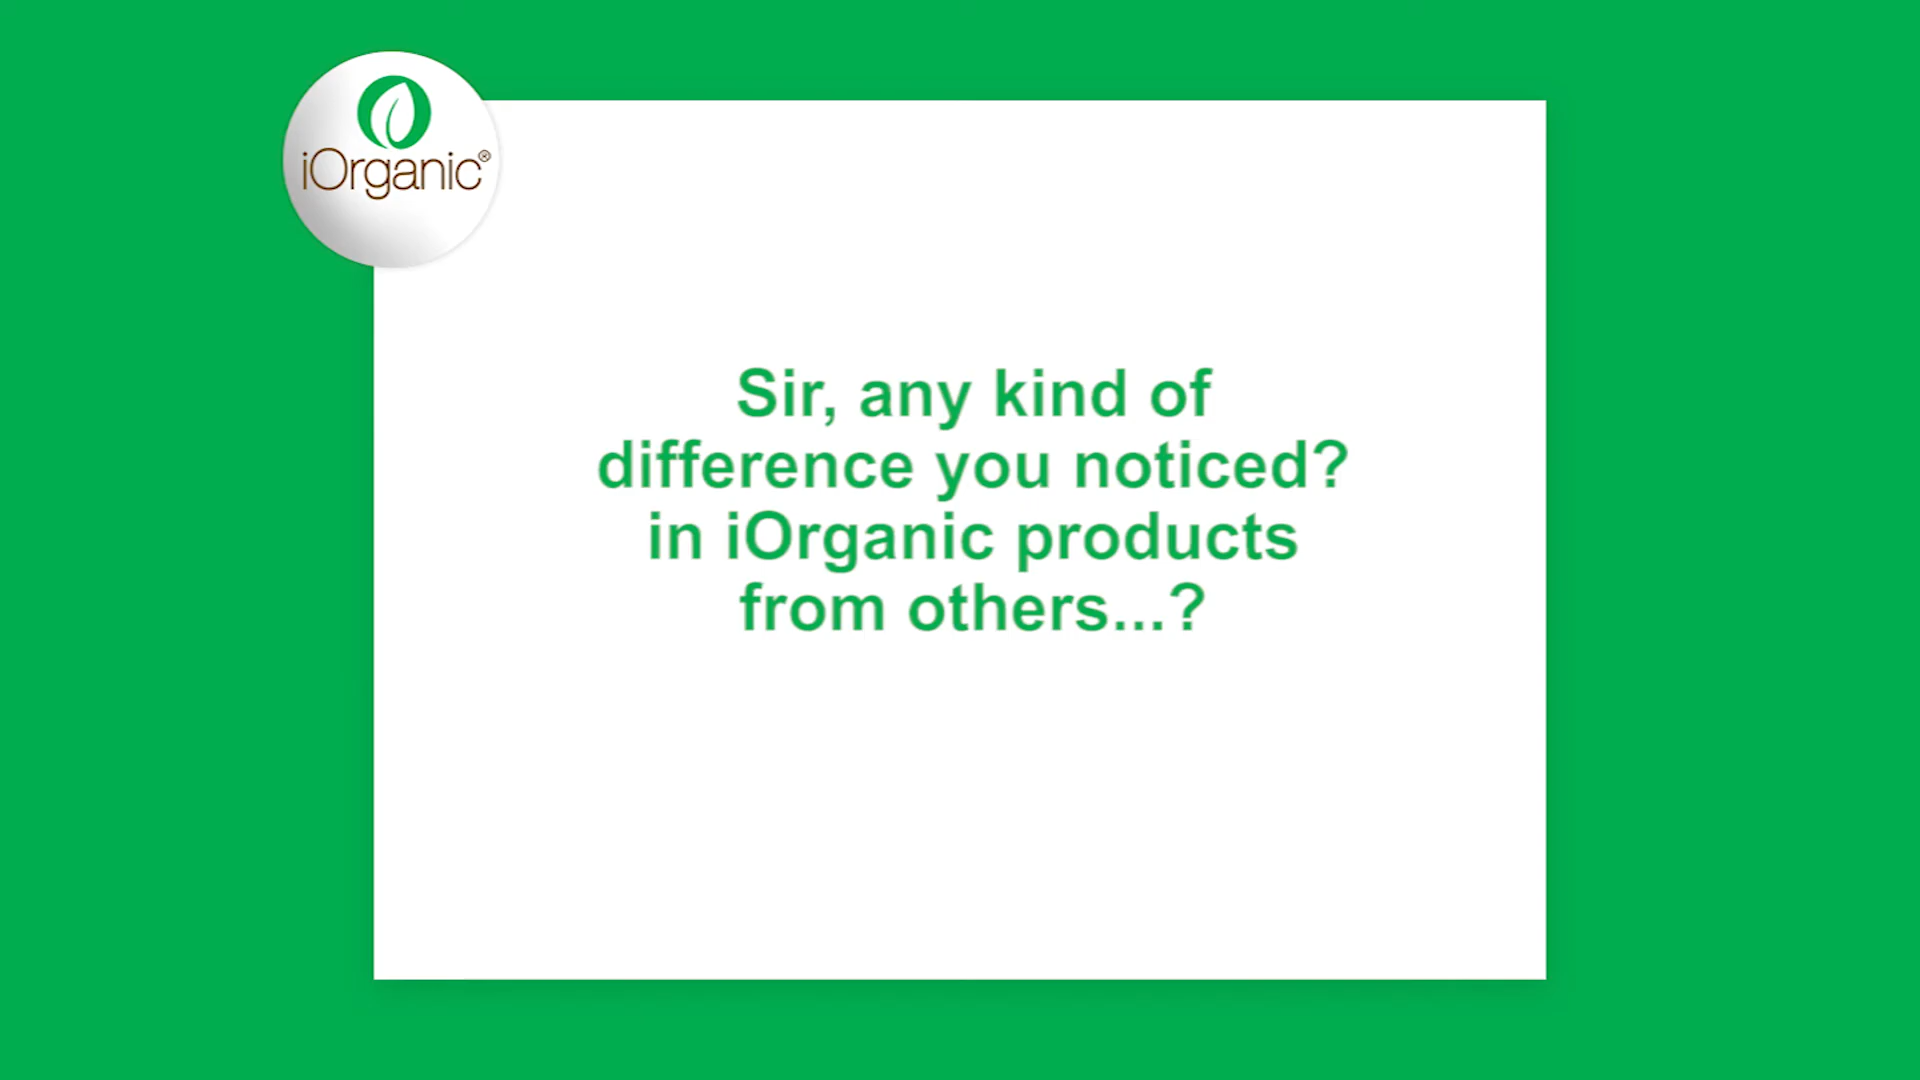 iOrganic®
Sir, any kind of
difference you noticed?
in iOrganic products
from others...?